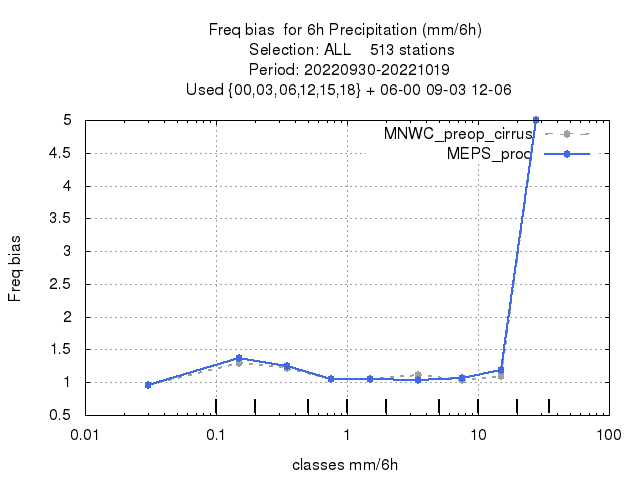 Freq bias  for 6h Precipitation (mm/6h)
Selection: ALL    513 stations
Period: 20220930-20221019
Used {00,03,06,12,15,18} + 06-00 09-03 12-06
MNWC_preop_cirrus
MEPS_prod
5
4.5
4
3.5
3
2.5
2
1.5
1
0.5
Freq bias
0.01
0.1
1
10
100
classes mm/6h